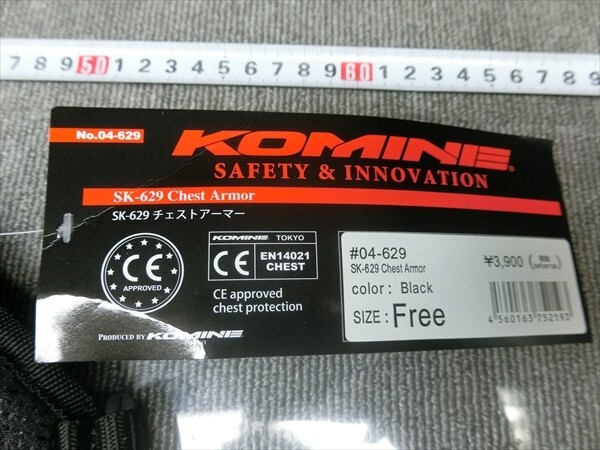 7 8 9 50 1 2 3 4 5 6 7 8 9 60 1 2 3 4 5 6 7 8 9
No.04-629
KOMINE
SAFETY & INNOVATION
SK-629 Chest Armor
SK-629 チェストアーマー
CE
APPROVED
KOMINE TOKYO
CE
EN14021
CHEST
CE approved
chest protection
PRODUCED BY KOMINE
#04-629
SK-629 Chest Armor
¥3,900
color: Black
SIZE: Free
4 560163 752193